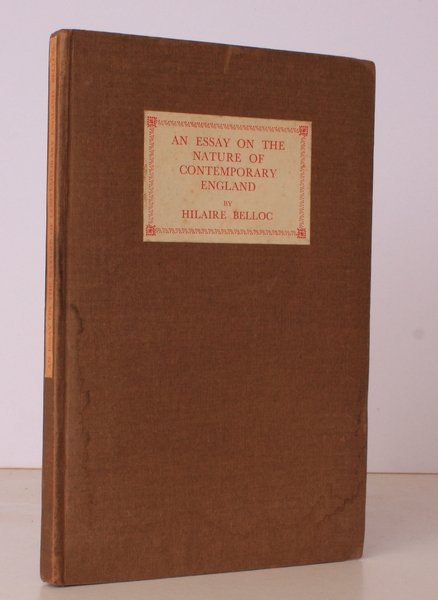 AN ESSAY ON THE
NATURE OF
CONTEMPORARY
ENGLAND
BY
HILAIRE BELLOC